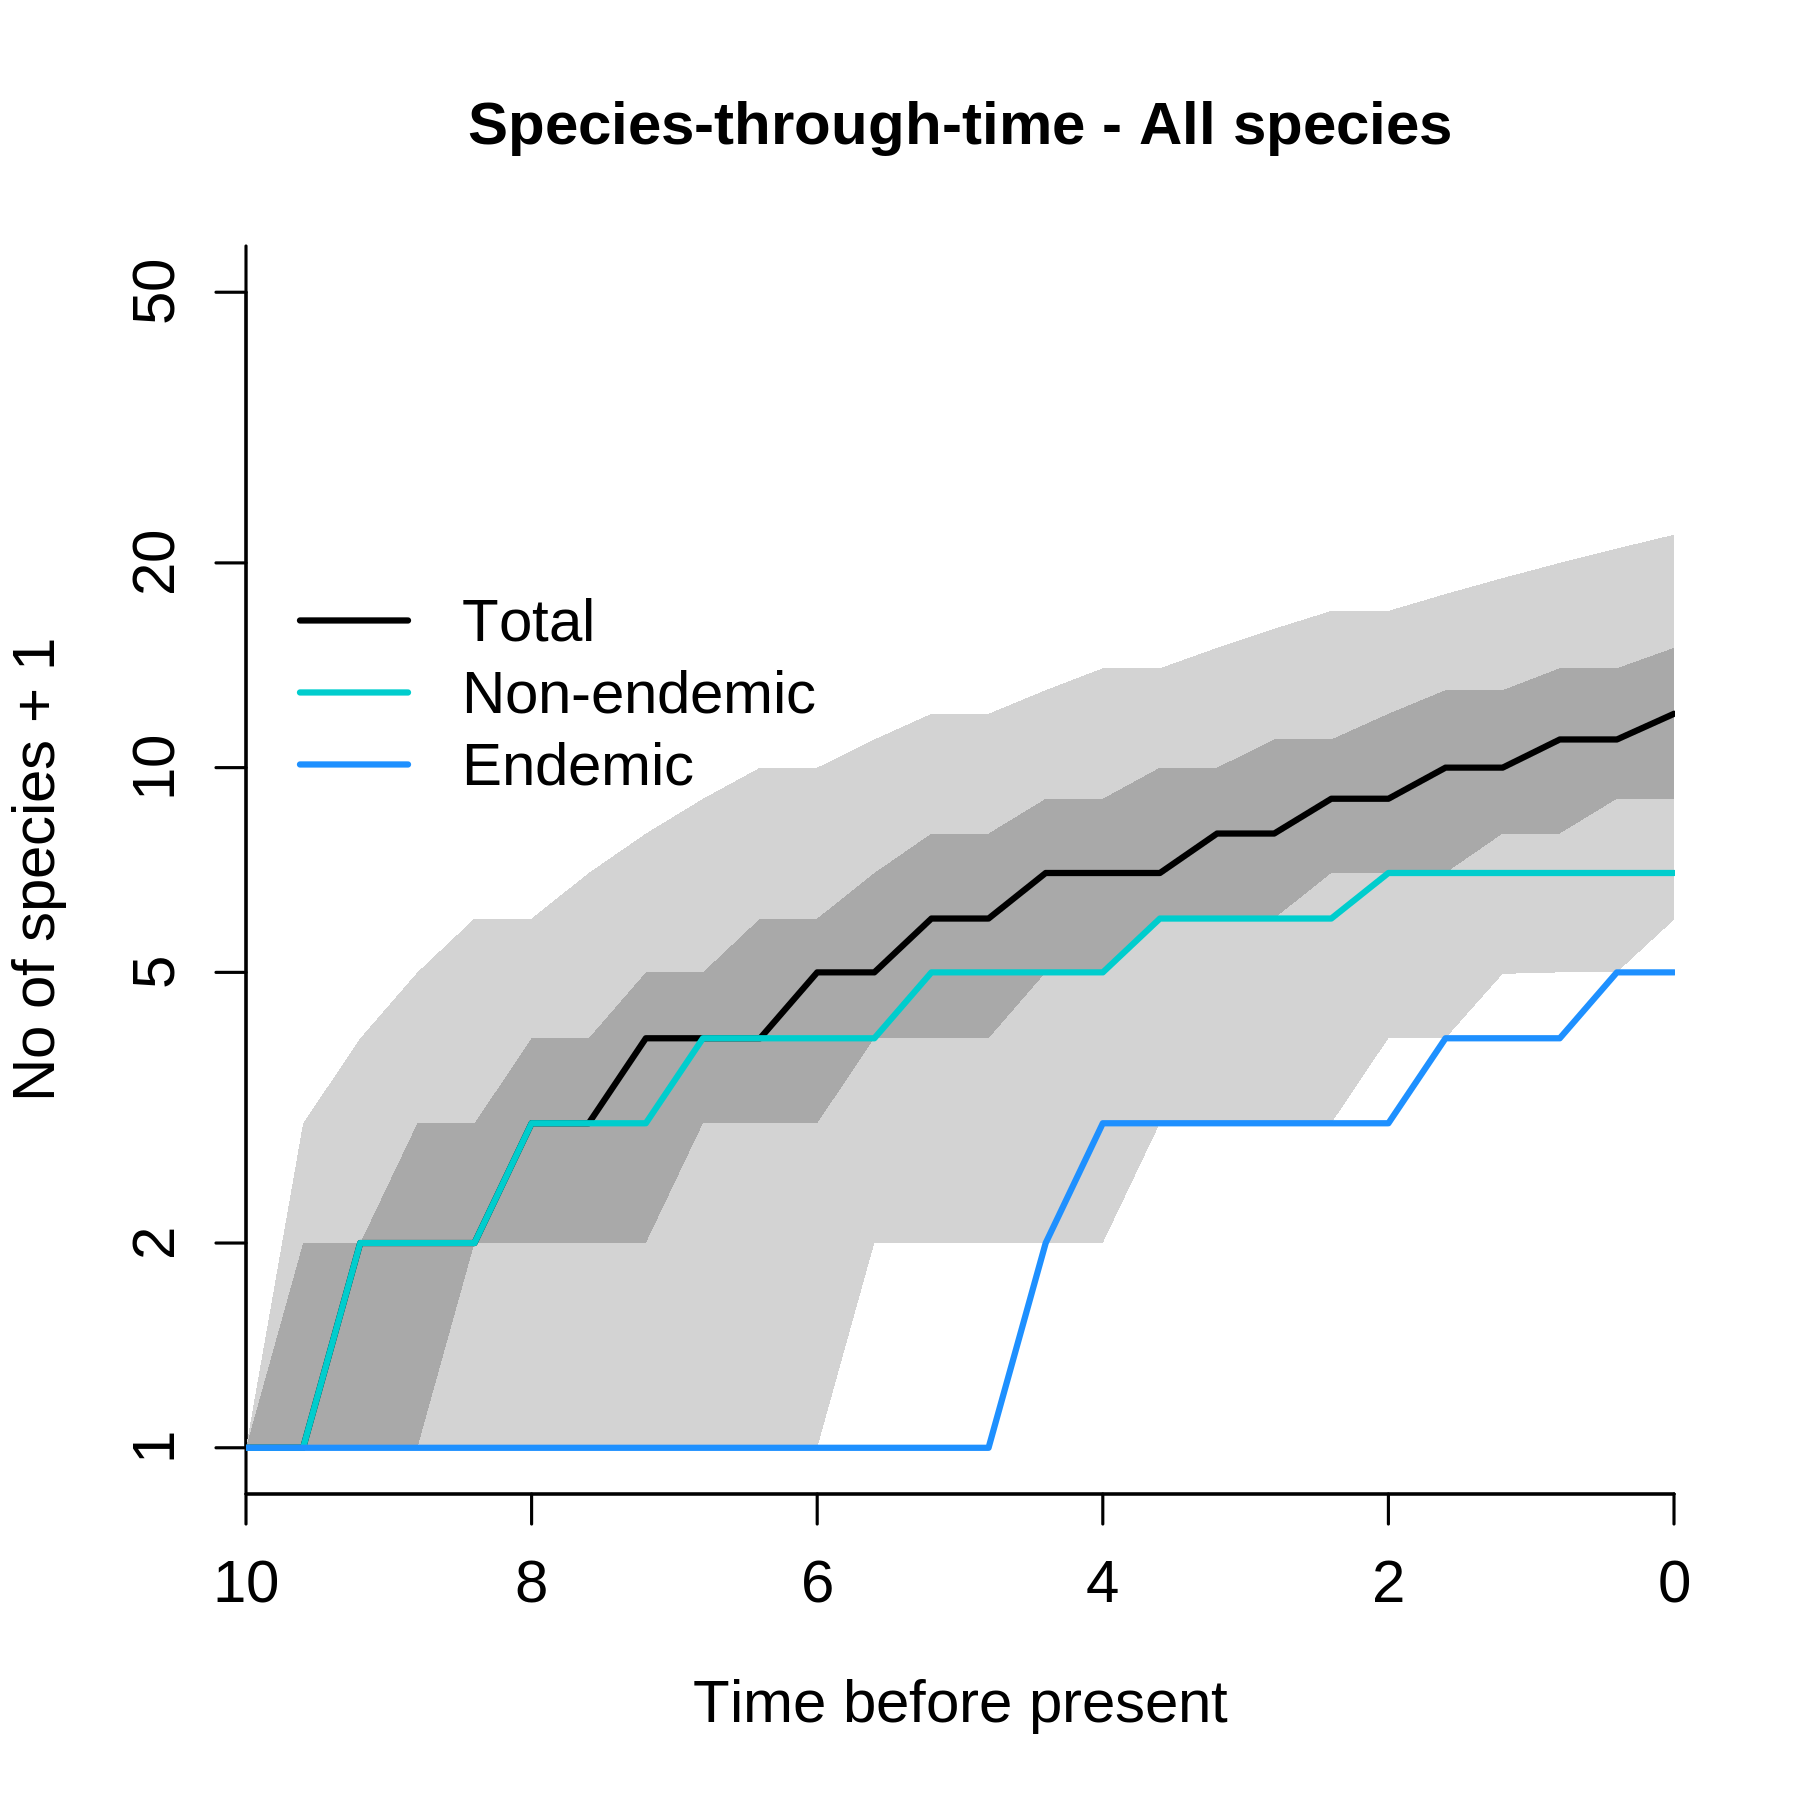 Species-through-time - All species
No of species + 1
50
20
10
5
2
1
Total
Non-endemic
Endemic
10 8 6 4 2 0
Time before present